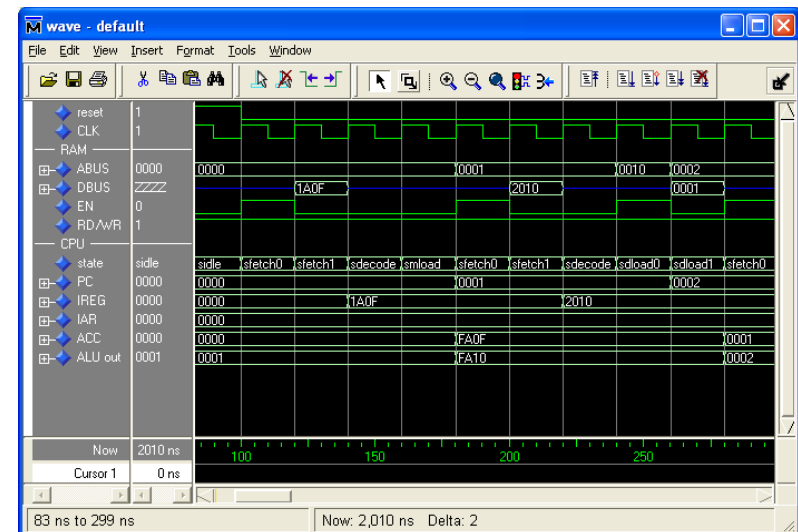 wave - default
File Edit View Insert Format Tools Window
reset 1
CLK 1
RAM
ABUS 0000 0000 0001 0010 0002
DBUS ZZZZ 1A0F 2010 0001
EN 0
RD/WR 1
CPU
state sidle sidle sfetch0 sfetch1 sdecode smload sfetch0 sfetch1 sdecode sdload0 sdload1 sfetch0
PC 0000 0000 0001 0002
IREG 0000 0000 1A0F 2010
IAR 0000 0000
ACC 0000 0000 FA0F 0001
ALU out 0001 0001 FA10 0002
Now 2010 ns 100 150 200 250
Cursor 1 0 ns
83 ns to 299 ns Now: 2,010 ns Delta: 2